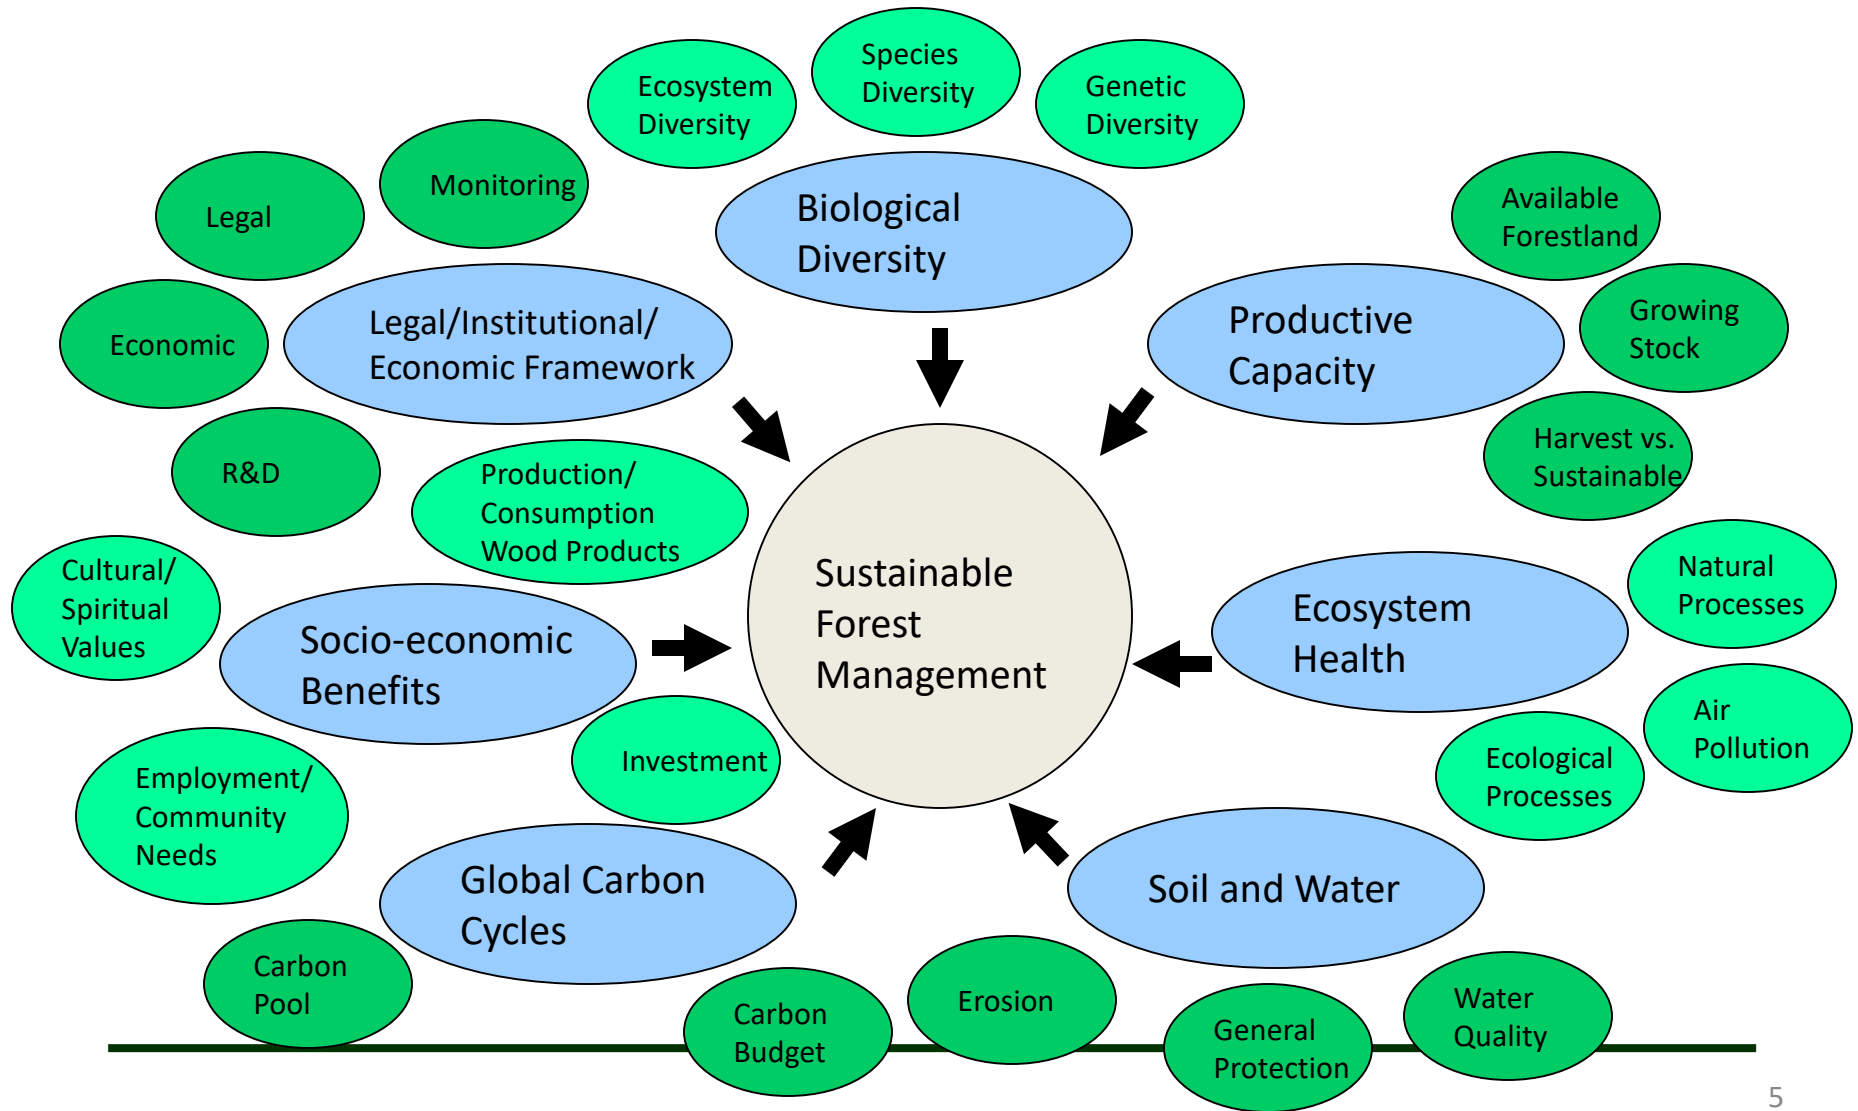 Species
Diversity
Ecosystem
Diversity
Genetic
Diversity
Monitoring
Legal
Biological
Diversity
Available
Forestland
Economic
Legal/Institutional/
Economic Framework
Productive
Capacity
Growing
Stock
R&D
Production/
Consumption
Wood Products
Harvest vs.
Sustainable
Cultural/
Spiritual
Values
Socio-economic
Benefits
Sustainable
Forest
Management
Ecosystem
Health
Natural
Processes
Air
Pollution
Employment/
Community
Needs
Investment
Ecological
Processes
Global Carbon
Cycles
Soil and Water
Carbon
Pool
Carbon
Budget
Erosion
General
Protection
Water
Quality
5